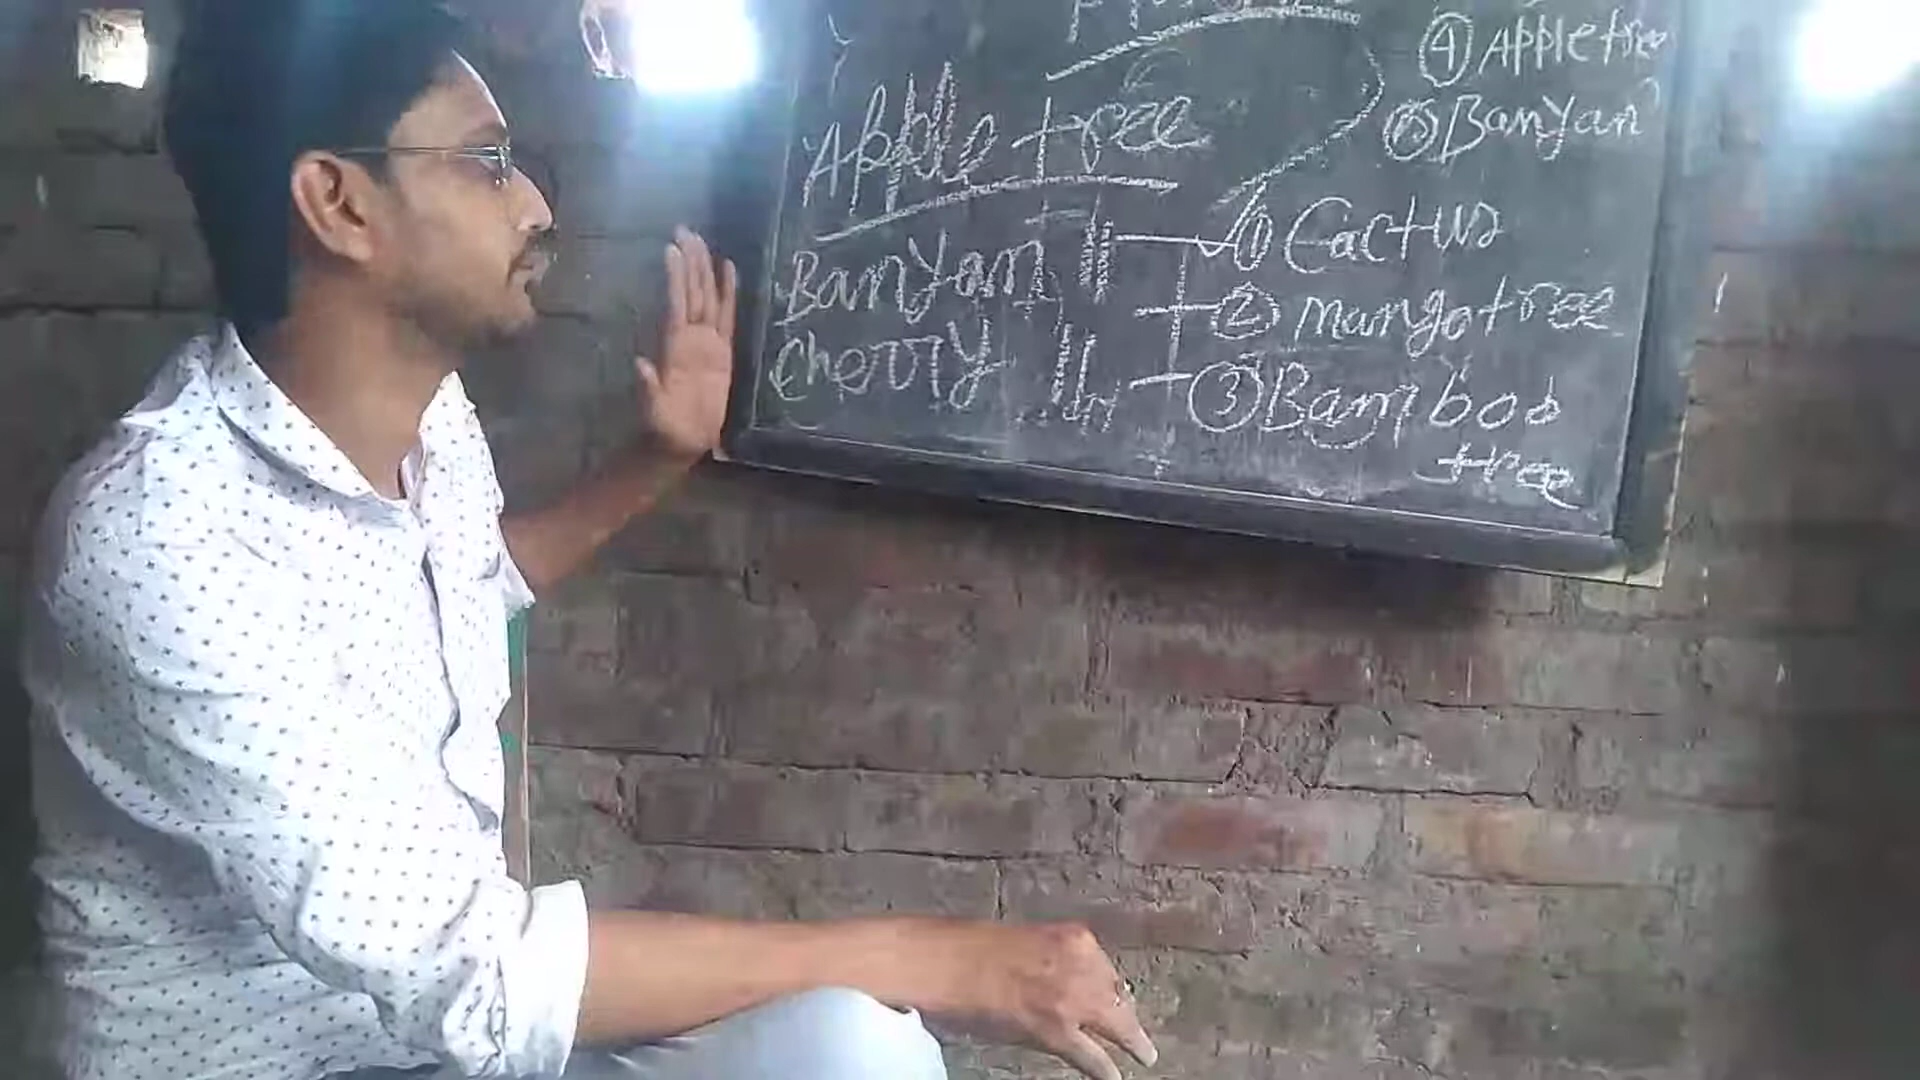 Apple tree
Banyan "
cherry "
④ Apple tree
⑤ Banyan "
① Cactus
② mango tree
③ Bamboo
tree